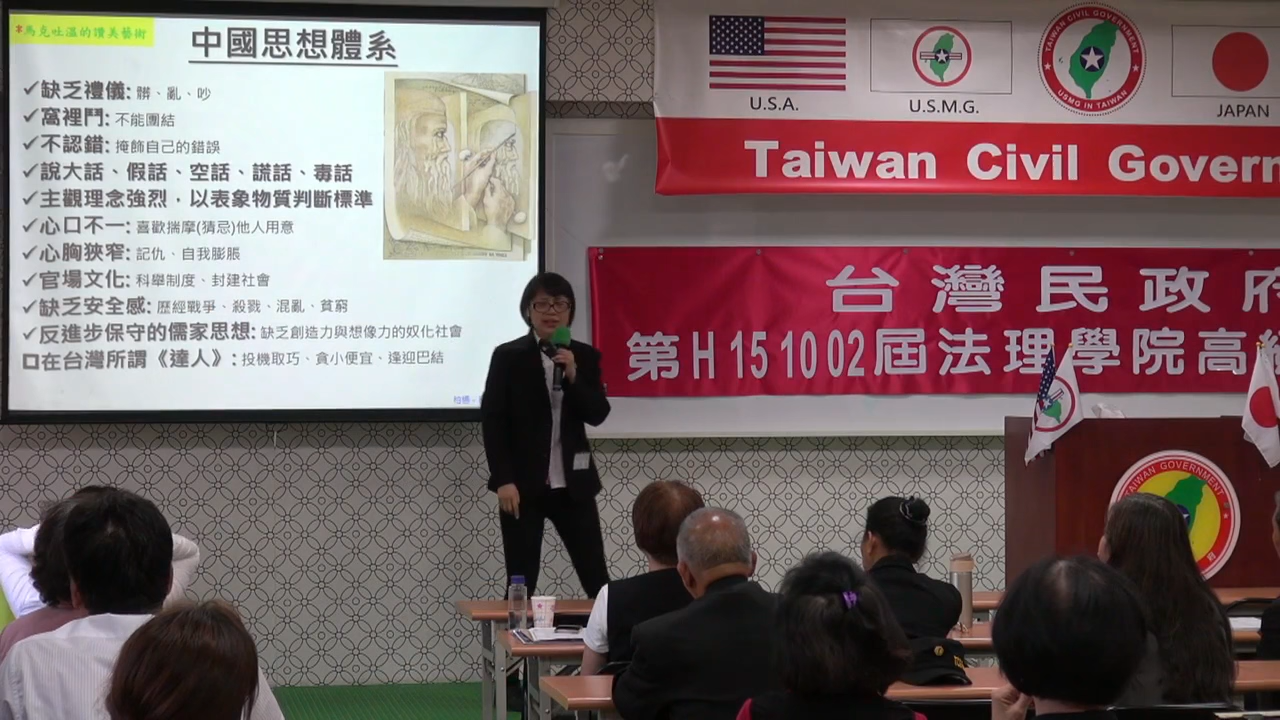 *馬克吐溫的讚美藝術
中國思想體系
✓缺乏禮儀: 髒、亂、吵
✓窩裡鬥: 不能團結
✓不認錯: 掩飾自己的錯誤
✓說大話、假話、空話、謊話、毒話
✓主觀理念強烈，以表象物質判斷標準
✓心口不一: 喜歡揣摩(猜忌)他人用意
✓心胸狹窄: 記仇、自我膨脹
✓官場文化: 科舉制度、封建社會
✓缺乏安全感: 歷經戰爭、殺戮、混亂、貧窮
✓反進步保守的儒家思想: 缺乏創造力與想像力的奴化社會
口在台灣所謂《達人》: 投機取巧、貪小便宜、逢迎巴結
U.S.A.
U.S.M.G.
TAIWAN CIVIL GOVERNMENT
USMG IN TAIWAN
JAPAN
Taiwan Civil Govern
台灣民政府
第H 15 10 02屆法理學院高
TAIWAN GOVERNMENT